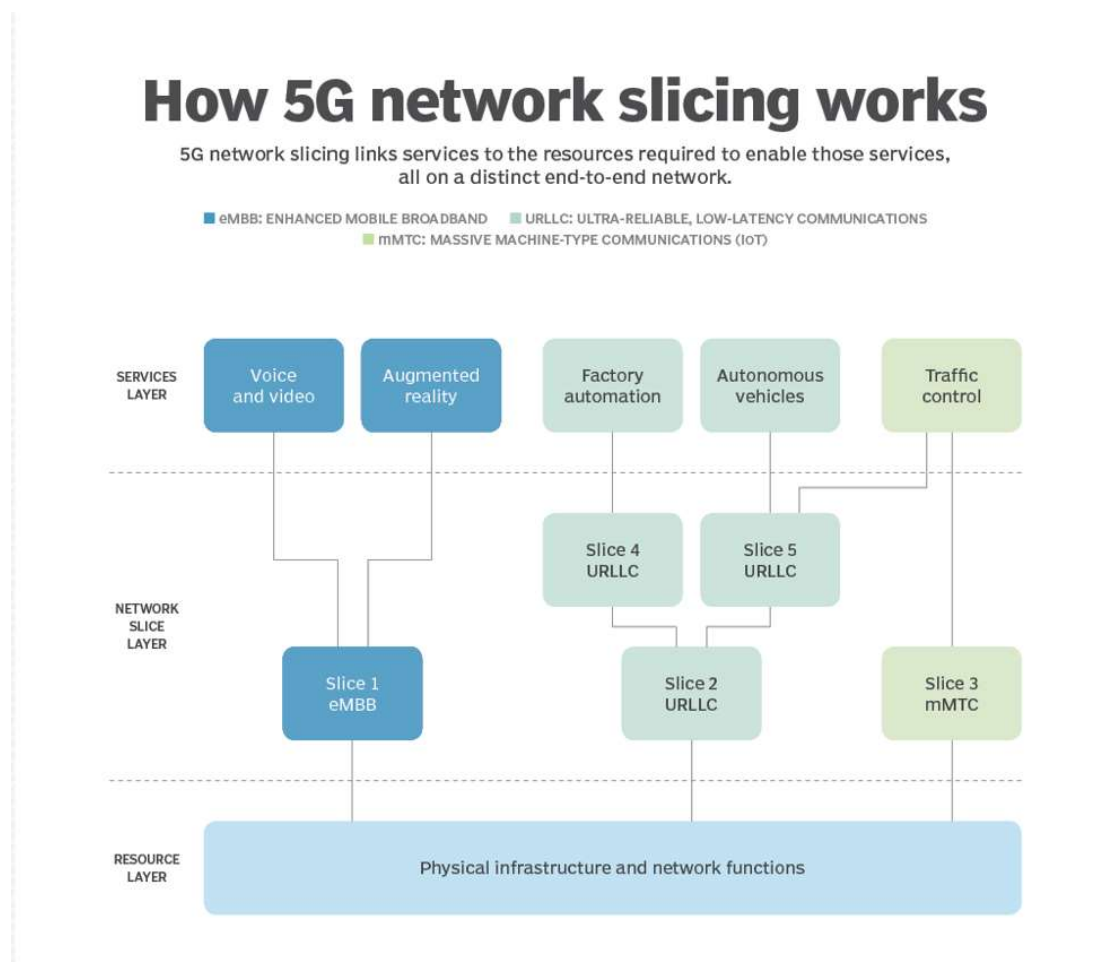 How 5G network slicing works
5G network slicing links services to the resources required to enable those services,
all on a distinct end-to-end network.
eMBB: ENHANCED MOBILE BROADBAND
URLLC: ULTRA-RELIABLE, LOW-LATENCY COMMUNICATIONS
mMTC: MASSIVE MACHINE-TYPE COMMUNICATIONS (IoT)
SERVICES
LAYER
Voice
and video
Augmented
reality
Factory
automation
Autonomous
vehicles
Traffic
control
NETWORK
SLICE
LAYER
Slice 4
URLLC
Slice 5
URLLC
Slice 1
eMBB
Slice 2
URLLC
Slice 3
mMTC
RESOURCE
LAYER
Physical infrastructure and network functions